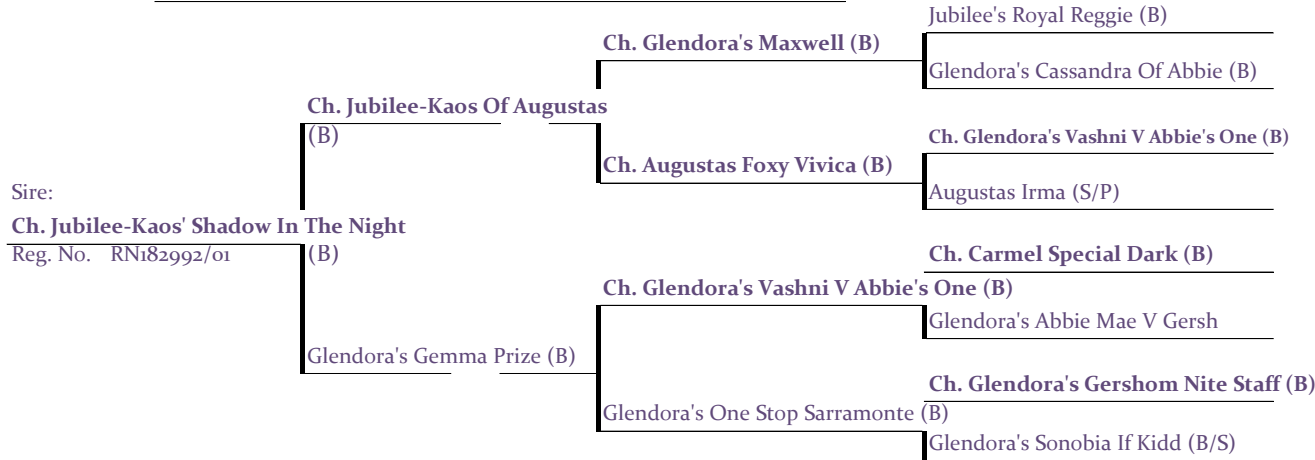 Jubilee's Royal Reggie (B)
Ch. Glendora's Maxwell (B)
Glendora's Cassandra Of Abbie (B)
Ch. Jubilee-Kaos Of Augustas
(B)
Ch. Glendora's Vashni V Abbie's One (B)
Ch. Augustas Foxy Vivica (B)
Augustas Irma (S/P)
Sire:
Ch. Jubilee-Kaos' Shadow In The Night
Reg. No. RN182992/01
(B)
Ch. Carmel Special Dark (B)
Ch. Glendora's Vashni V Abbie's One (B)
Glendora's Abbie Mae V Gersh
Glendora's Gemma Prize (B)
Ch. Glendora's Gershom Nite Staff (B)
Glendora's One Stop Sarramonte (B)
Glendora's Sonobia If Kidd (B/S)